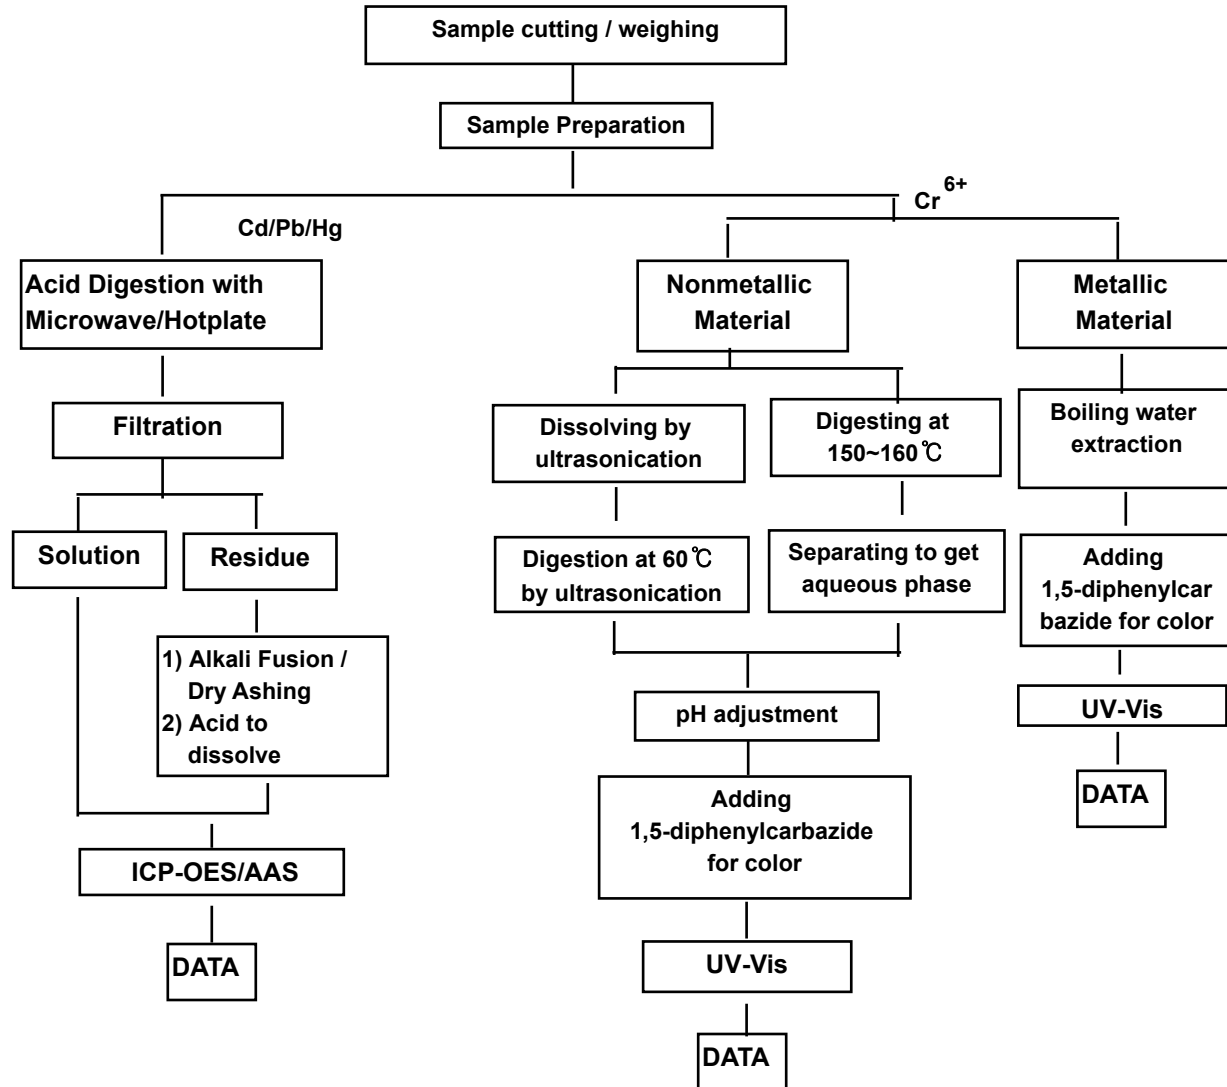 Sample cutting / weighing
Sample Preparation
Cd/Pb/Hg
Cr 6+
Acid Digestion with
Microwave/Hotplate
Filtration
Solution
Residue
1) Alkali Fusion /
Dry Ashing
2) Acid to
dissolve
ICP-OES/AAS
DATA
Nonmetallic
Material
Dissolving by
ultrasonication
Digestion at 60℃
by ultrasonication
Digesting at
150~160℃
Separating to get
aqueous phase
pH adjustment
Adding
1,5-diphenylcarbazide
for color
UV-Vis
DATA
Metallic
Material
Boiling water
extraction
Adding
1,5-diphenylcar
bazide for color
UV-Vis
DATA